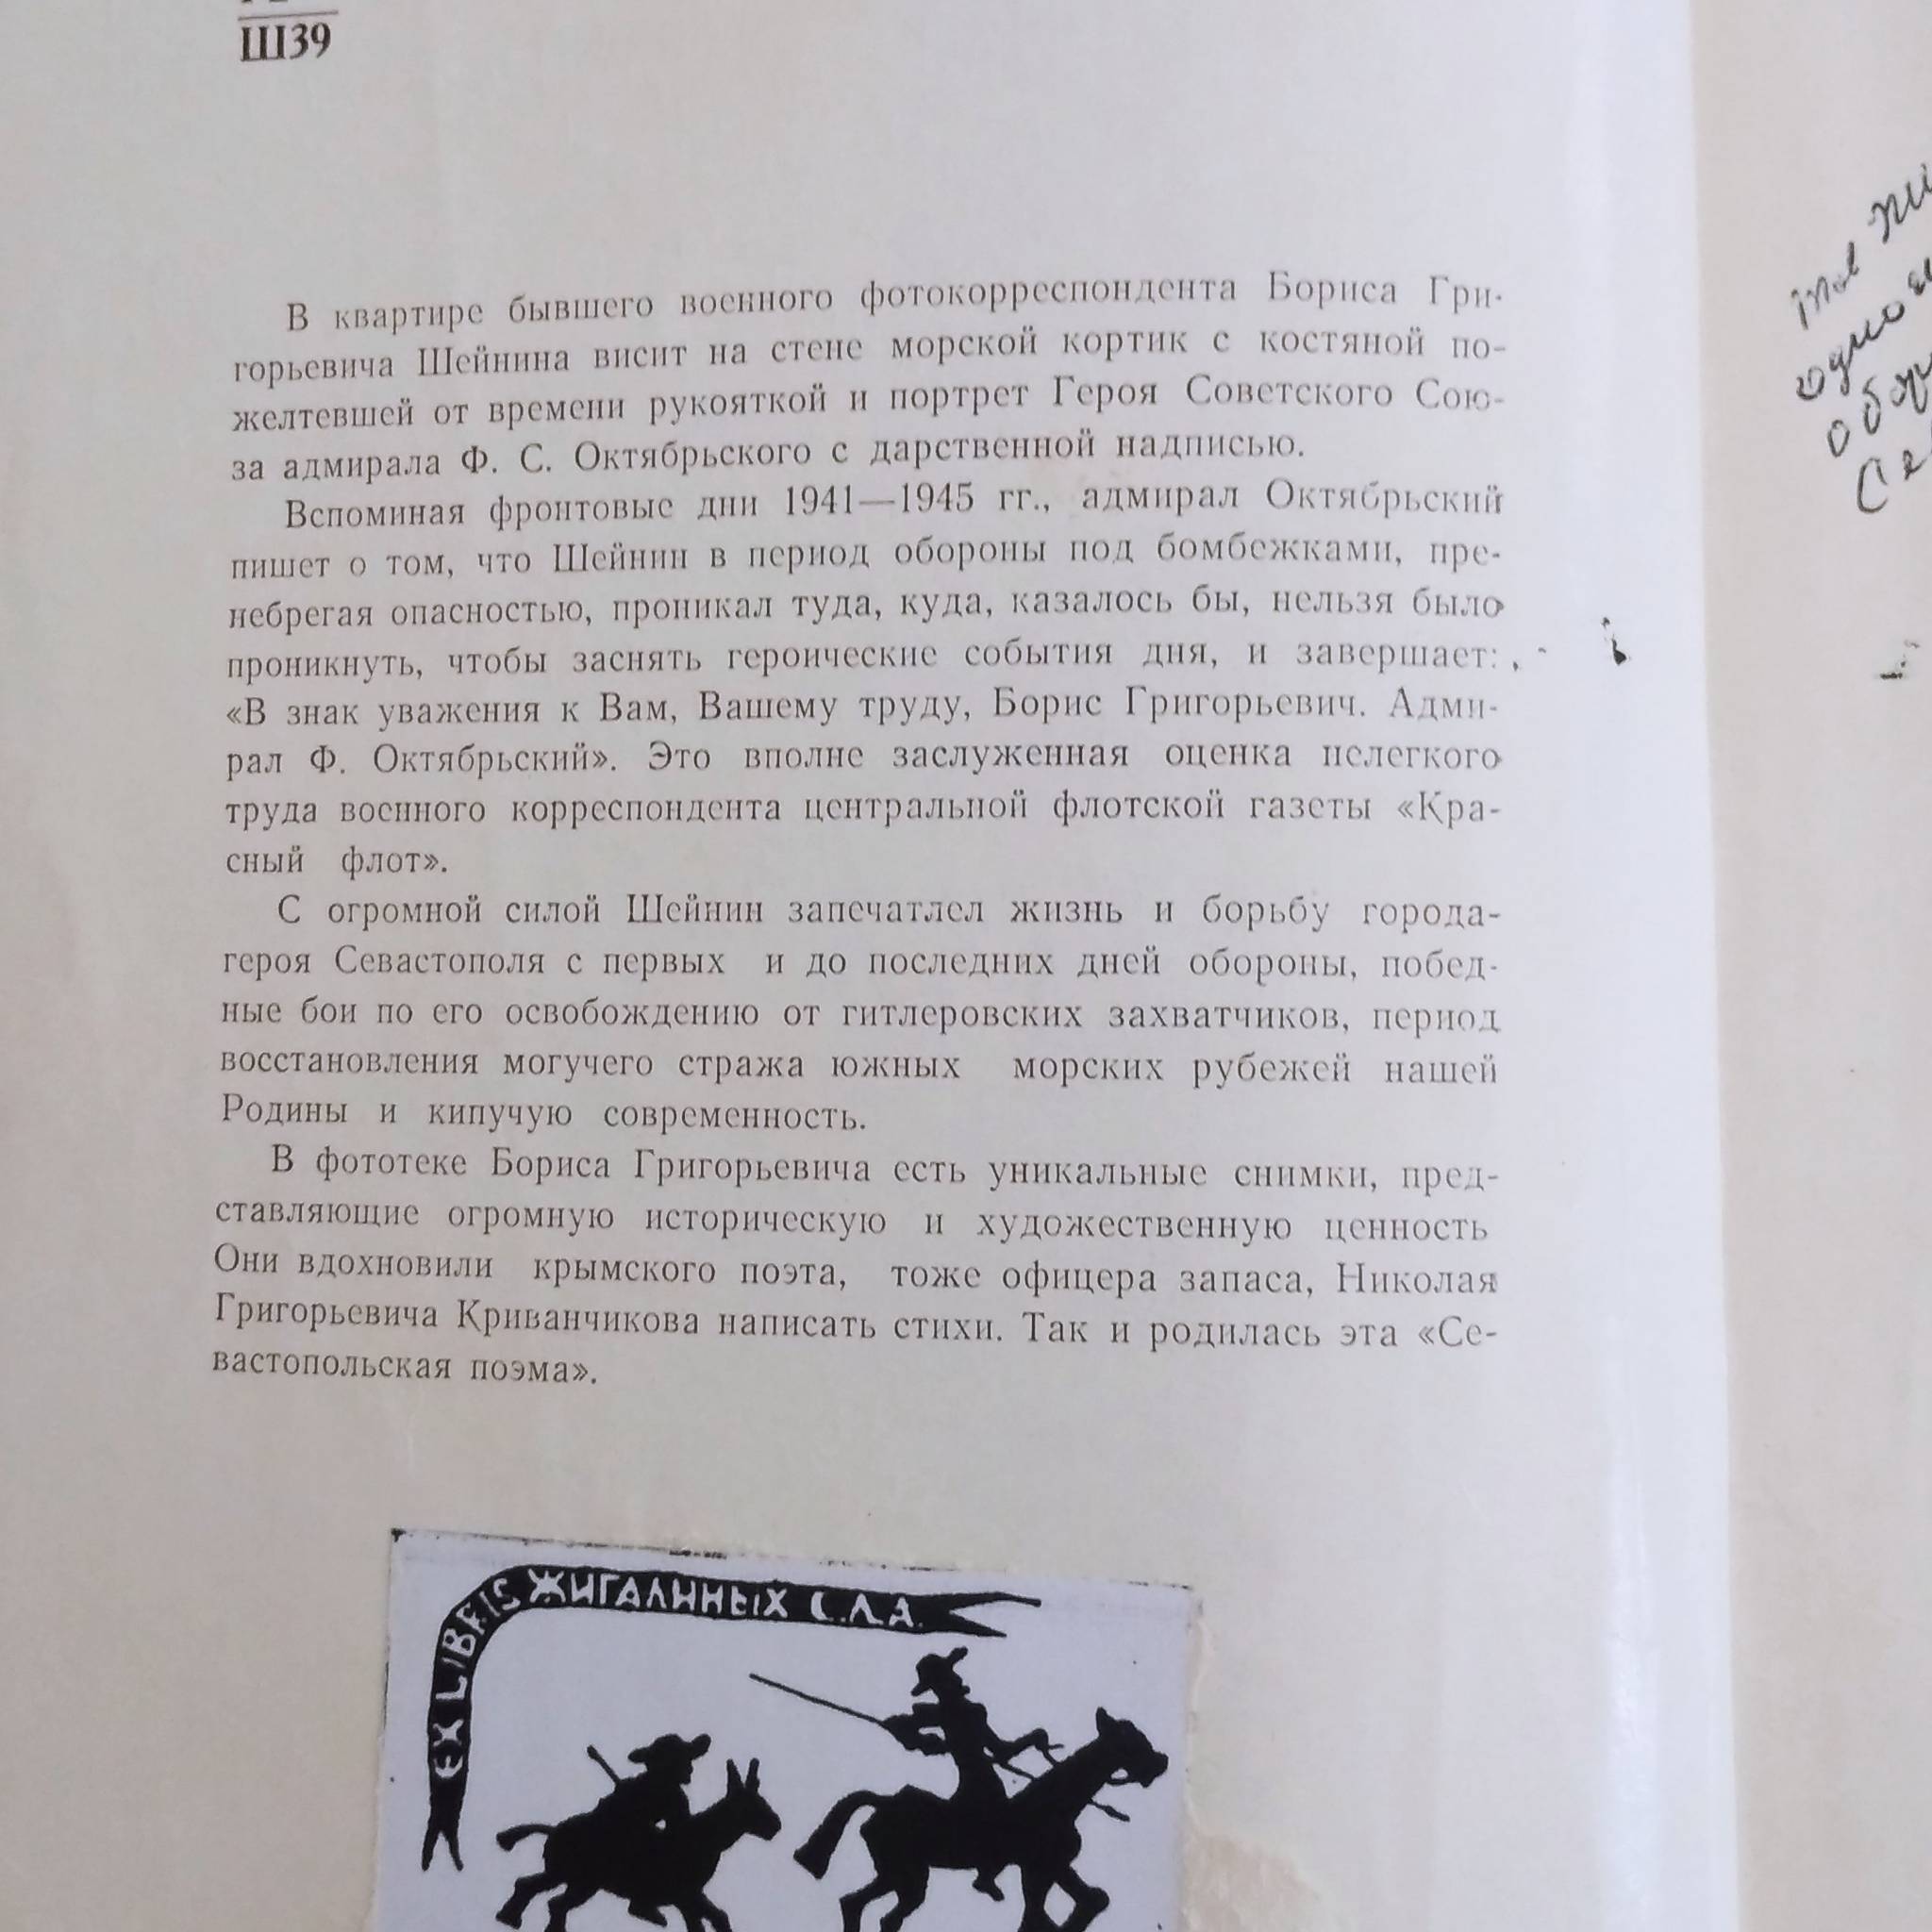 Ш39
В квартире бывшего военного фотокорреспондента Бориса Гри-
горьевича Шейнина висит на стене морской кортик с костяной по-
желтевшей от времени рукояткой и портрет Героя Советского Сою-
за адмирала Ф. С. Октябрьского с дарственной надписью.
Вспоминая фронтовые дни 1941—1945 гг., адмирал Октябрьский
пишет о том, что Шейнин в период обороны под бомбежками, пре-
небрегая опасностью, проникал туда, куда, казалось бы, нельзя было
проникнуть, чтобы заснять героические события дня, и завершает:
«В знак уважения к Вам, Вашему труду, Борис Григорьевич. Адми-
рал Ф. Октябрьский». Это вполне заслуженная оценка нелегкого
труда военного корреспондента центральной флотской газеты «Кра-
сный флот».
С огромной силой Шейнин запечатлел жизнь и борьбу города-
героя Севастополя с первых и до последних дней обороны, побед-
ные бои по его освобождению от гитлеровских захватчиков, период
восстановления могучего стража южных морских рубежей нашей
Родины и кипучую современность.
В фототеке Бориса Григорьевича есть уникальные снимки, пред-
ставляющие огромную историческую и художественную ценность
Они вдохновили крымского поэта, тоже офицера запаса, Николая
Григорьевича Криванчикова написать стихи. Так и родилась эта «Се-
вастопольская поэма».
EX LIBRIS ЖИГАЛИННЫХ С.Л.А.